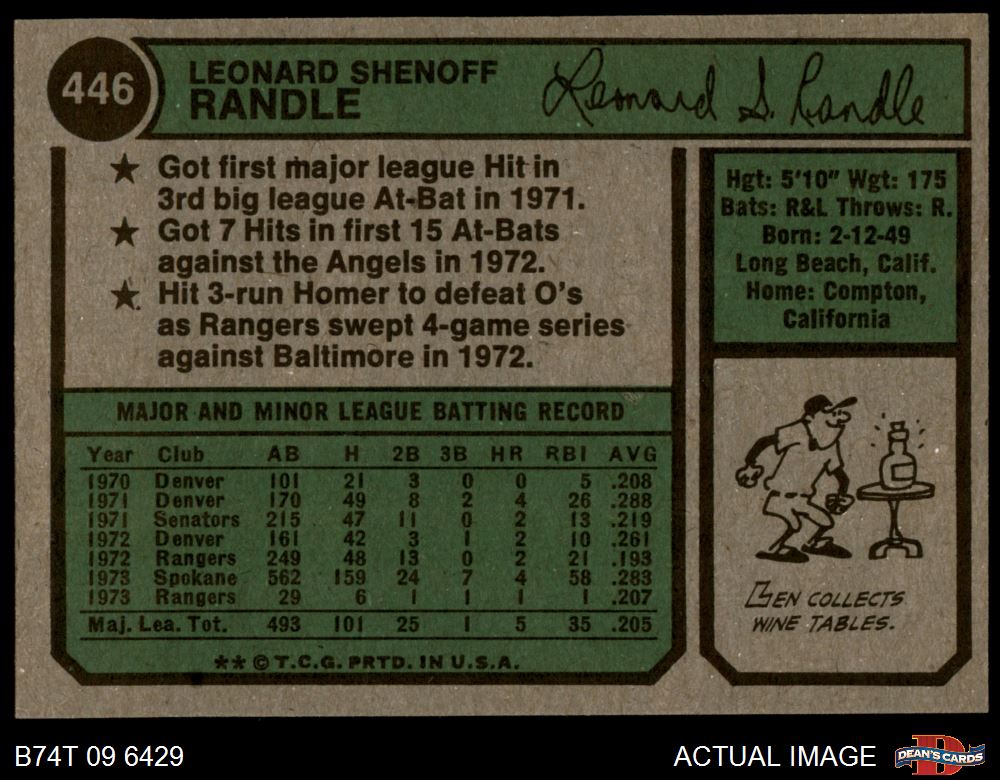 446
LEONARD SHENOFF
RANDLE
Leonard S. Randle
★ Got first major league Hit in
3rd big league At-Bat in 1971.
★ Got 7 Hits in first 15 At-Bats
against the Angels in 1972.
★ Hit 3-run Homer to defeat O's
as Rangers swept 4-game series
against Baltimore in 1972.
Hgt: 5'10" Wgt: 175
Bats: R&L Throws: R.
Born: 2-12-49
Long Beach, Calif.
Home: Compton,
California
MAJOR AND MINOR LEAGUE BATTING RECORD
Year Club AB H 2B 3B HR RBI AVG
1970 Denver 101 21 3 0 0 5 .208
1971 Denver 170 49 8 2 4 26 .288
1971 Senators 215 47 11 0 2 13 .219
1972 Denver 161 42 3 1 2 10 .261
1972 Rangers 249 48 13 0 2 21 .193
1973 Spokane 562 159 24 7 4 58 .283
1973 Rangers 29 6 1 1 1 1 .207
Maj. Lea. Tot. 493 101 25 1 5 35 .205
★★ © T.C.G. PRTD. IN U.S.A.
BEN COLLECTS
WINE TABLES.
B74T 09 6429
ACTUAL IMAGE
D
DEAN'S CARDS